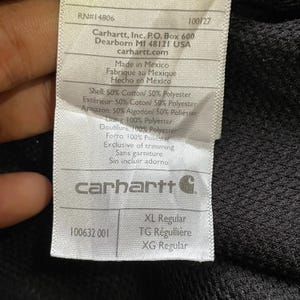 RN#14806 100727
Carhartt, Inc. P.O. Box 600
Dearborn MI 48121 USA
carhartt.com
Made in Mexico
Fabriqué au Mexique
Hecho en México
Shell: 50% Cotton/ 50% Polyester
Extérieur: 50% Coton/ 50% Polyester
Armazón: 50% Algodón/ 50% Poliéster
Lining: 100% Polyester
Doublure: 100% Polyester
Forro: 100% Poliéster
Exclusive of trimming
Sans garniture
Sin incluir adorno
carhartt
100632 001
XL Regular
TG Régulière
XG Regular